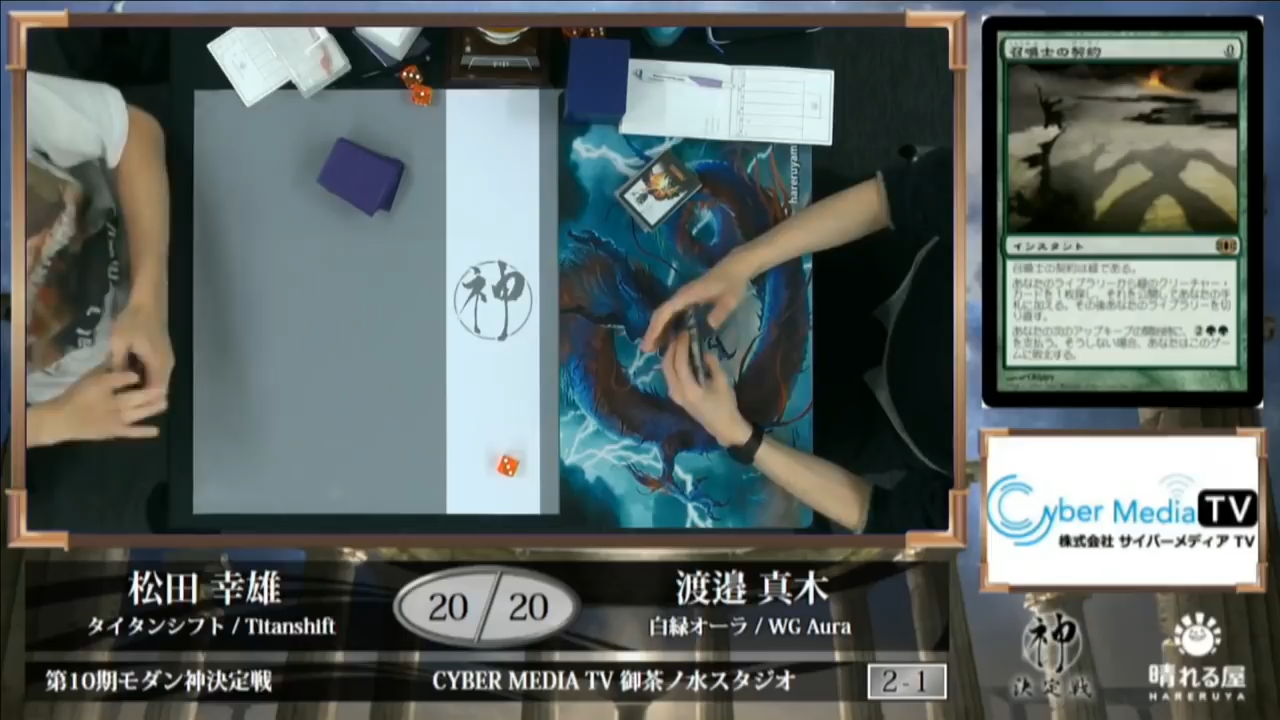 召喚士の契約
0
インスタント
召喚士の契約は緑である。
あなたのライブラリーから緑のクリーチャー・
カードを1枚探し、それを公開しあなたの手
札に加える。その後あなたのライブラリーを切
り直す。
あなたの次のアップキープの開始時に、2
を支払う。そうしない場合、あなたはこのゲー
ムに敗北する。
hareruya
神
Cyber Media TV
株式会社 サイバーメディア TV
松田 幸雄
タイタンシフト / Titanshift
20 / 20
渡邉 真木
白緑オーラ / WG Aura
第10期モダン神決定戦
CYBER MEDIA TV 御茶ノ水スタジオ
2-1
神
決定戦
晴れる屋
HARERUYA